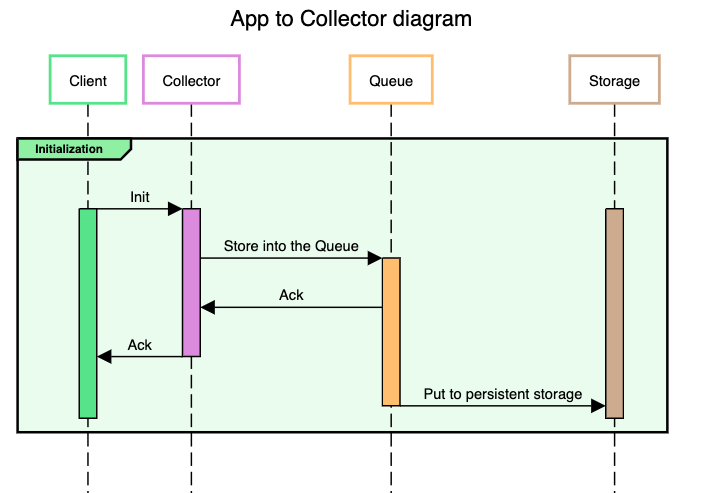 App to Collector diagram
Client
Collector
Queue
Storage
Initialization
Init
Store into the Queue
Ack
Ack
Put to persistent storage